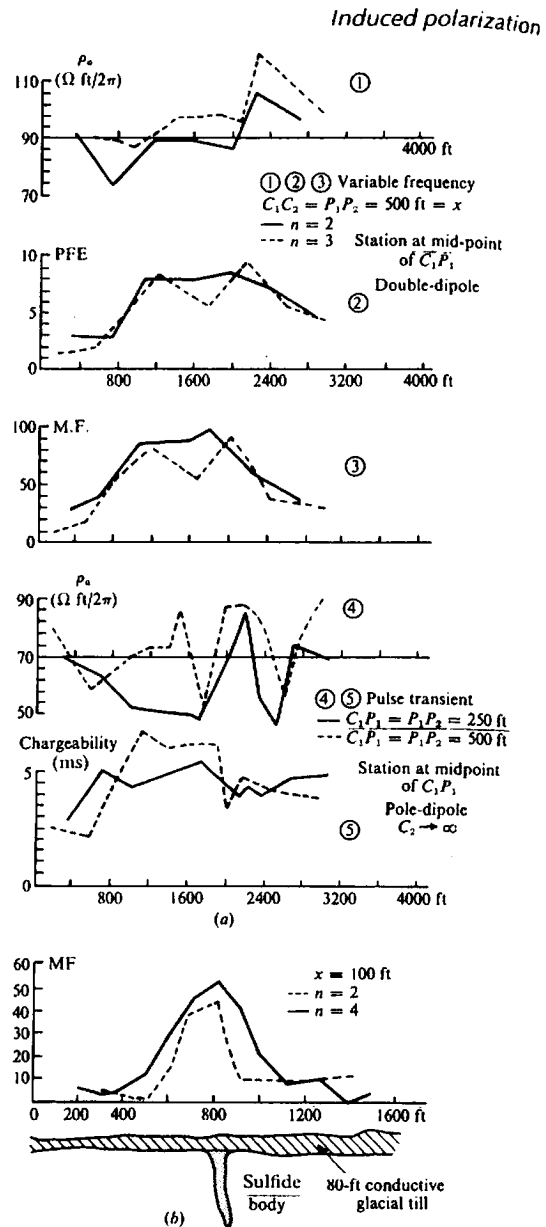 Induced polarization
ρₐ
(Ω ft/2π)
110
90
70
①
4000 ft
① ② ③ Variable frequency
C₁C₂ = P₁P₂ = 500 ft = x
n = 2
n = 3
Station at mid-point
of C₁P₁
Double-dipole
PFE
10
5
0
②
800 1600 2400 3200 4000 ft
M.F.
100
50
0
③
ρₐ
(Ω ft/2π)
90
70
50
④
④ ⑤ Pulse transient
C₁P₁ = P₁P₂ = 250 ft
C₁P₁ = P₁P₂ = 500 ft
Station at midpoint
of C₁P₁
Pole-dipole
C₂ → ∞
Chargeability
(ms)
5
0
⑤
800 1600 2400 3200 4000 ft
(a)
MF
60
50
40
30
20
10
x = 100 ft
n = 2
n = 4
0 200 400 800 1200 1600 ft
Sulfide
body
80-ft conductive
glacial till
(b)